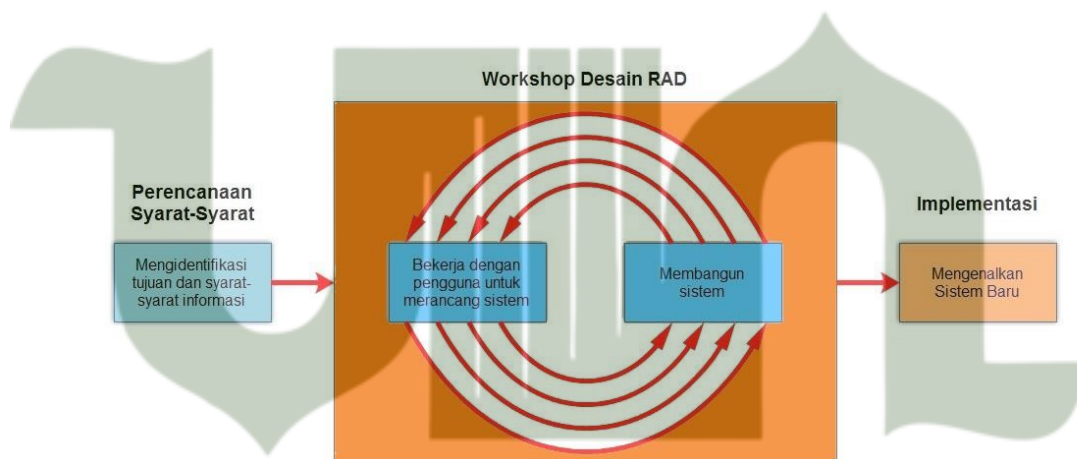 Workshop Desain RAD
Perencanaan
Syarat-Syarat
Mengidentifikasi
tujuan dan syarat-
syarat informasi
Bekerja dengan
pengguna untuk
merancang sistem
Membangun
sistem
Implementasi
Mengenalkan
Sistem Baru